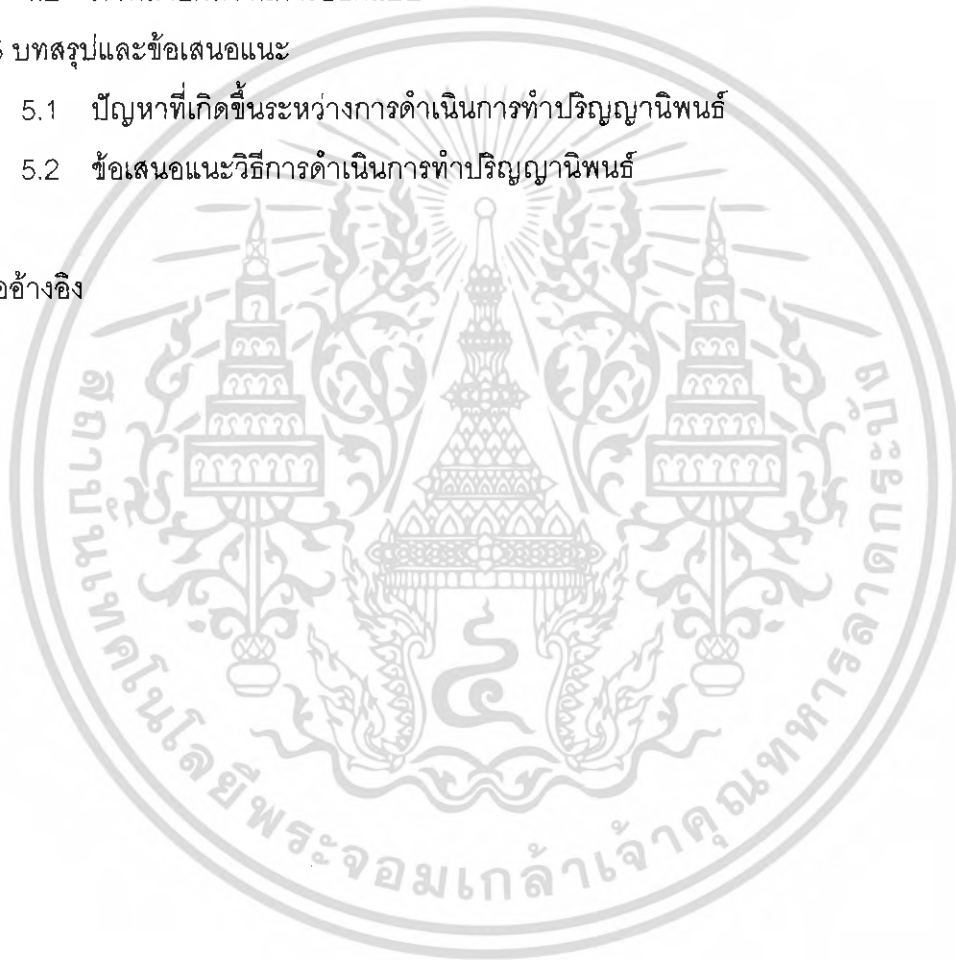 5 บทสรุปและข้อเสนอแนะ
5.1 ปัญหาที่เกิดขึ้นระหว่างการดำเนินการทำปริญญานิพนธ์
5.2 ข้อเสนอแนะวิธีการดำเนินการทำปริญญานิพนธ์
อ้างอิง
สถาบันเทคโนโลยีพระจอมเกล้าเจ้าคุณทหารลาดกระบัง
๔